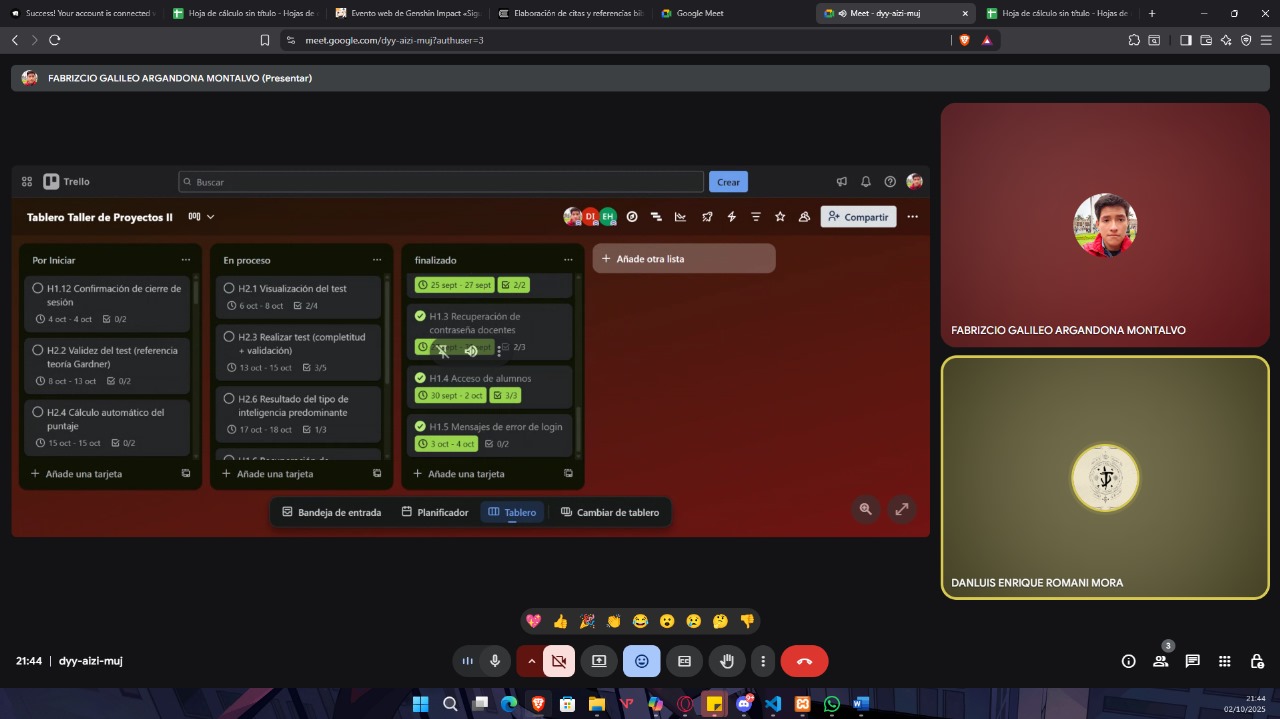 Success! Your account is connected
Hoja de cálculo sin título - Hojas de
Evento web de Genshin Impact «Sig
Elaboración de citas y referencias bi
Google Meet
Meet - dyy-aizi-muj
Hoja de cálculo sin título - Hojas de
meet.google.com/dyy-aizi-muj?authuser=3
FABRIZCIO GALILEO ARGANDONA MONTALVO (Presentar)
Trello
Buscar
Crear
Tablero Taller de Proyectos II
DI
EH
Compartir
Por Iniciar
H1.12 Confirmación de cierre de
sesión
4 oct - 4 oct 0/2
H2.2 Validez del test (referencia
teoría Gardner)
8 oct - 13 oct 0/2
H2.4 Cálculo automático del
puntaje
15 oct - 15 oct 0/2
Añade una tarjeta
En proceso
H2.1 Visualización del test
6 oct - 8 oct 2/4
H2.3 Realizar test (completitud
+ validación)
13 oct - 15 oct 3/5
H2.6 Resultado del tipo de
inteligencia predominante
17 oct - 18 oct 1/3
Añade una tarjeta
finalizado
25 sept - 27 sept 2/2
H1.3 Recuperación de
contraseña docentes
2/3
H1.4 Acceso de alumnos
30 sept - 2 oct 3/3
H1.5 Mensajes de error de login
3 oct - 4 oct 0/2
Añade una tarjeta
Añade otra lista
Bandeja de entrada
Planificador
Tablero
Cambiar de tablero
FABRIZCIO GALILEO ARGANDONA MONTALVO
DANLUIS ENRIQUE ROMANI MORA
21:44 | dyy-aizi-muj
3
21:44
02/10/2025